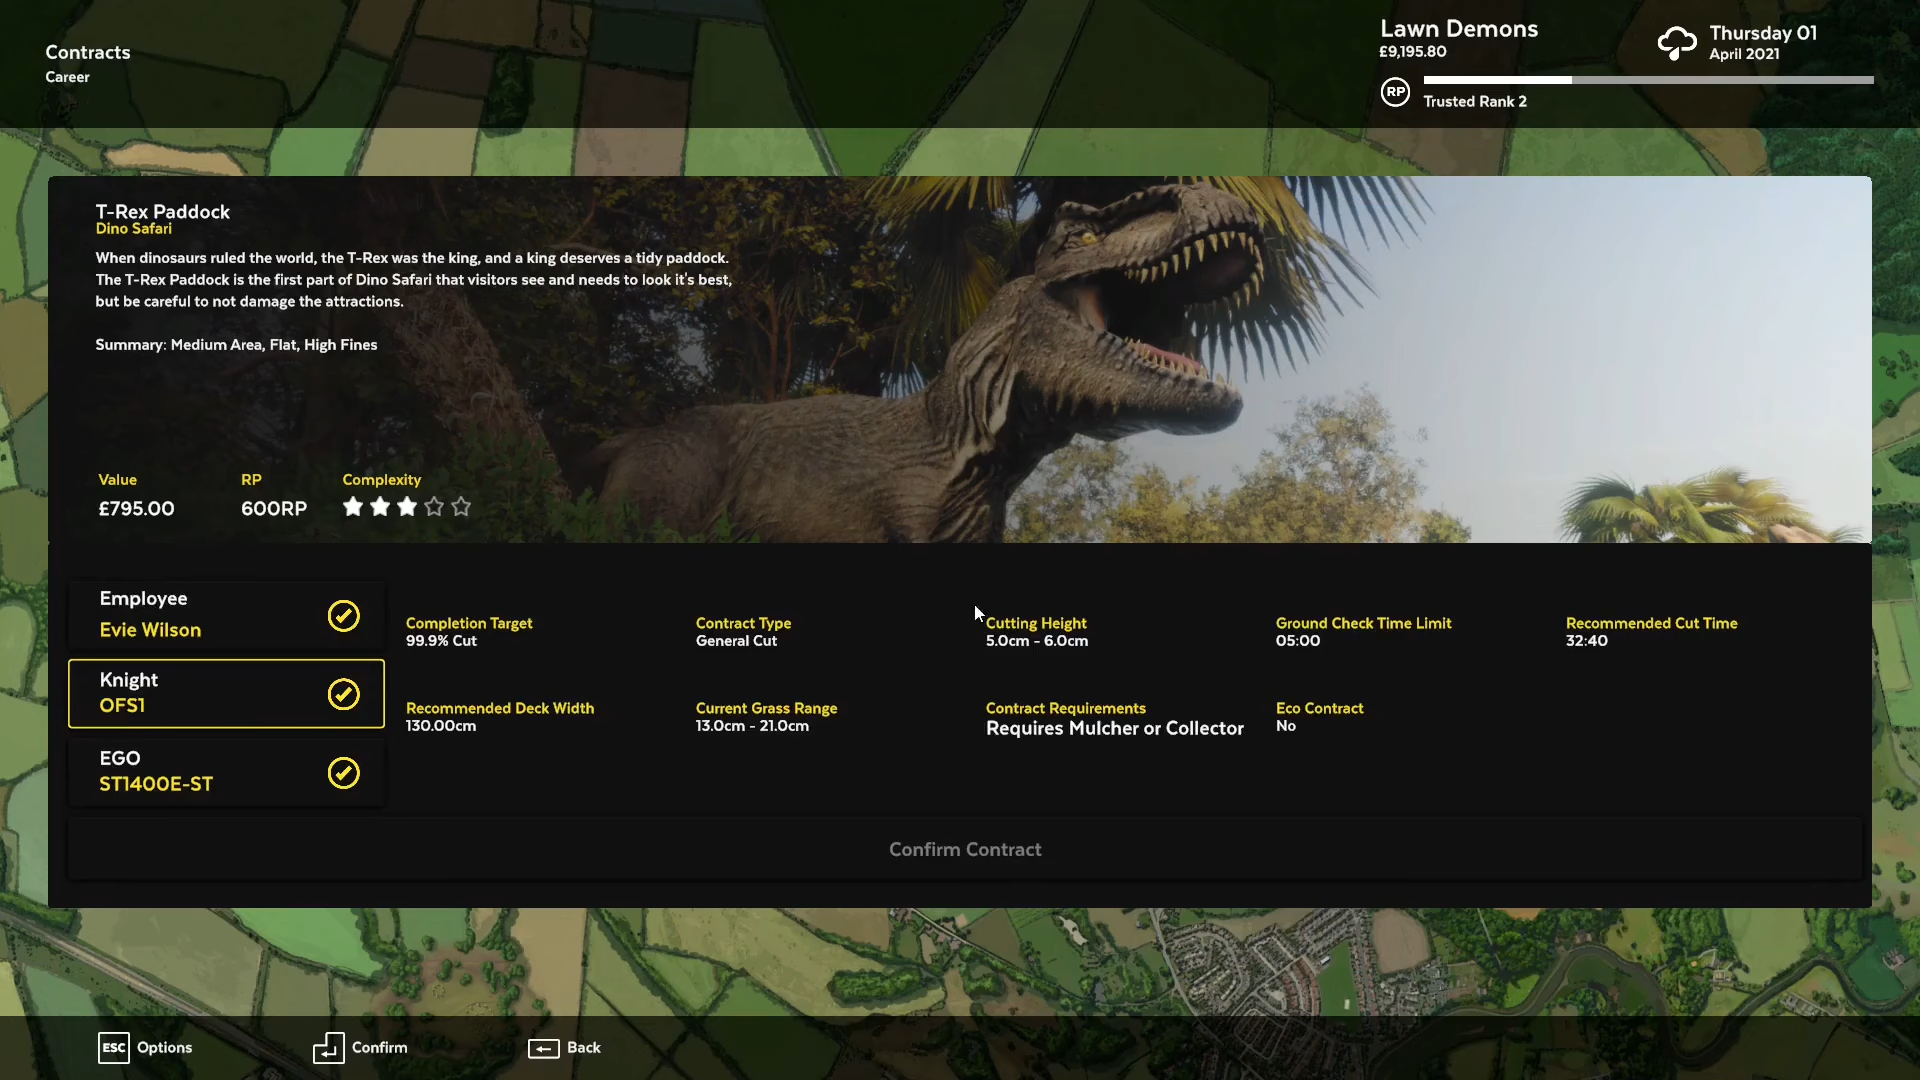 Contracts
Career
Lawn Demons
£9,195.80
Thursday 01
April 2021
RP
Trusted Rank 2
T-Rex Paddock
Dino Safari
When dinosaurs ruled the world, the T-Rex was the king, and a king deserves a tidy paddock.
The T-Rex Paddock is the first part of Dino Safari that visitors see and needs to look it's best,
but be careful to not damage the attractions.
Summary: Medium Area, Flat, High Fines
Value
£795.00
RP
600RP
Complexity
Employee
Evie Wilson
Knight
OFS1
EGO
ST1400E-ST
Completion Target
99.9% Cut
Contract Type
General Cut
Cutting Height
5.0cm - 6.0cm
Ground Check Time Limit
05:00
Recommended Cut Time
32:40
Recommended Deck Width
130.00cm
Current Grass Range
13.0cm - 21.0cm
Contract Requirements
Requires Mulcher or Collector
Eco Contract
No
Confirm Contract
ESC Options
Confirm
Back